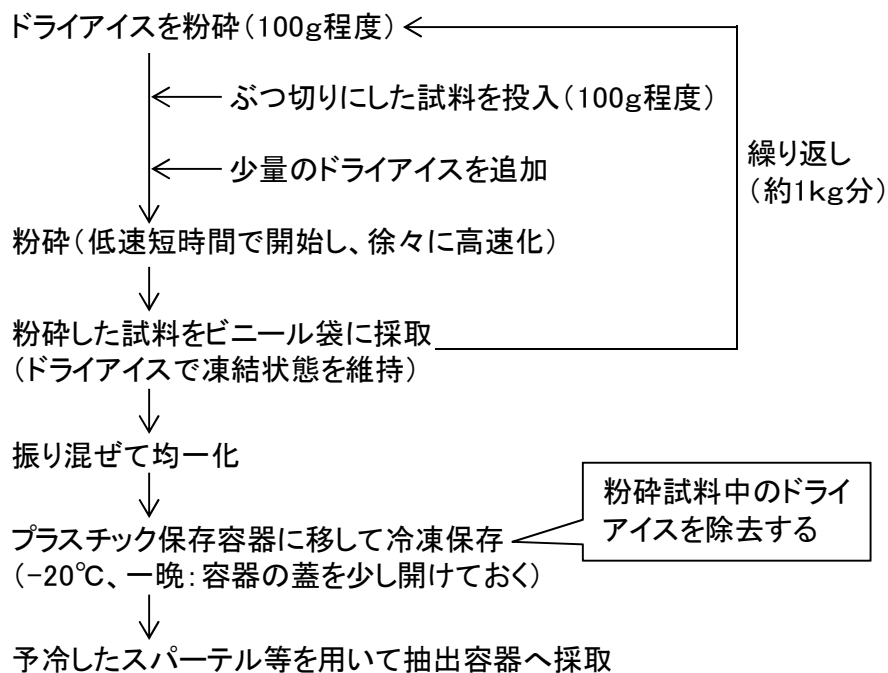 ドライアイスを粉砕(100g程度)
ぶつ切りにした試料を投入(100g程度)
少量のドライアイスを追加
繰り返し
(約1kg分)
粉砕(低速短時間で開始し、徐々に高速化)
粉砕した試料をビニール袋に採取
(ドライアイスで凍結状態を維持)
振り混ぜて均一化
粉砕試料中のドライ
アイスを除去する
プラスチック保存容器に移して冷凍保存
(-20℃、一晩:容器の蓋を少し開けておく)
予冷したスパーテル等を用いて抽出容器へ採取